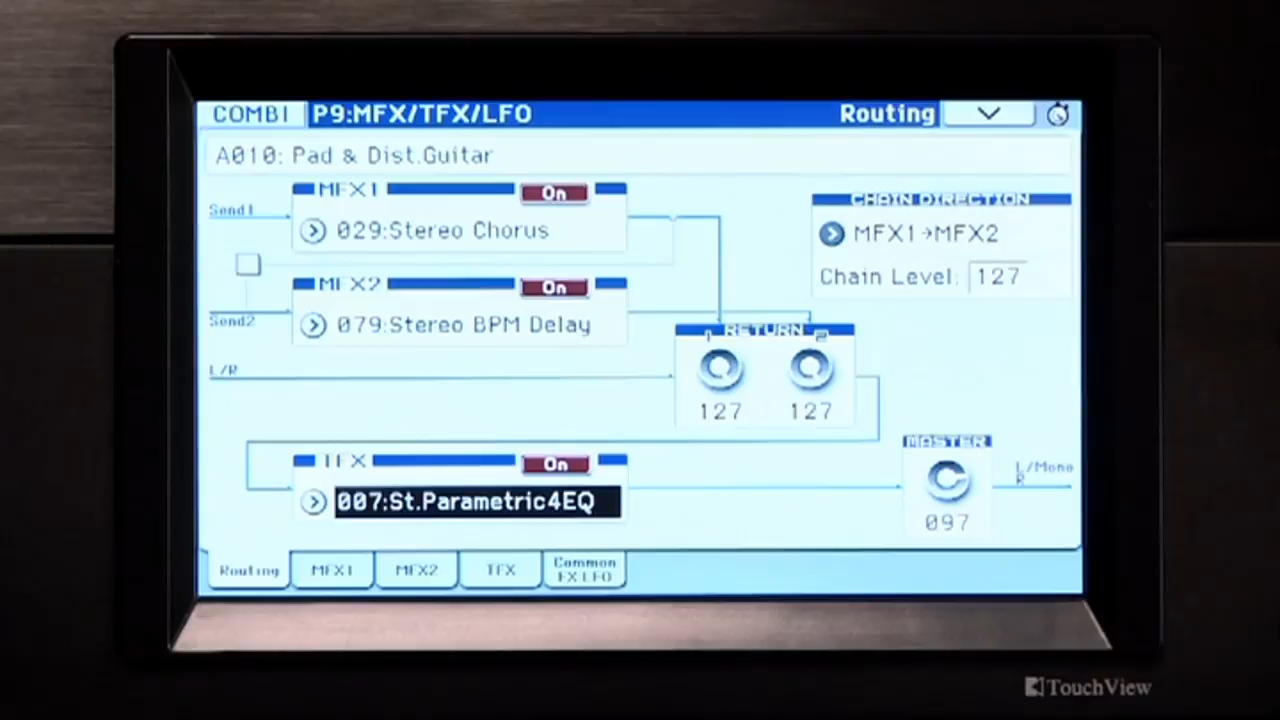 COMBI P9:MFX/TFX/LFO Routing
A010: Pad & Dist.Guitar
MFX1 On
Send1
029:Stereo Chorus
CHAIN DIRECTION
MFX1→MFX2
Chain Level: 127
MFX2 On
Send2
079:Stereo BPM Delay
1 RETURN 2
L/R
127 127
TFX On
007:St.Parametric4EQ
MASTER
L/Mono
R
097
Routing MFX1 MFX2 TFX Common FX LFO
TouchView